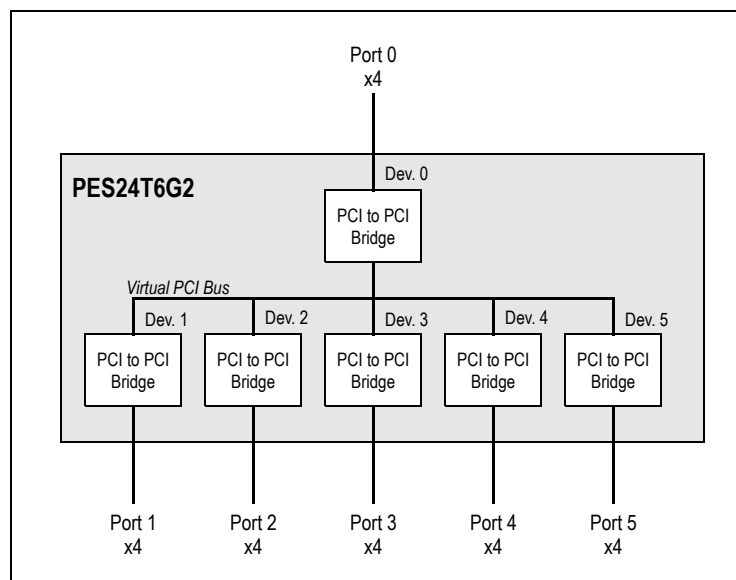 Port 0
x4
Dev. 0
PES24T6G2
PCI to PCI
Bridge
Virtual PCI Bus
Dev. 1
Dev. 2
Dev. 3
Dev. 4
Dev. 5
PCI to PCI
Bridge
PCI to PCI
Bridge
PCI to PCI
Bridge
PCI to PCI
Bridge
PCI to PCI
Bridge
Port 1
x4
Port 2
x4
Port 3
x4
Port 4
x4
Port 5
x4